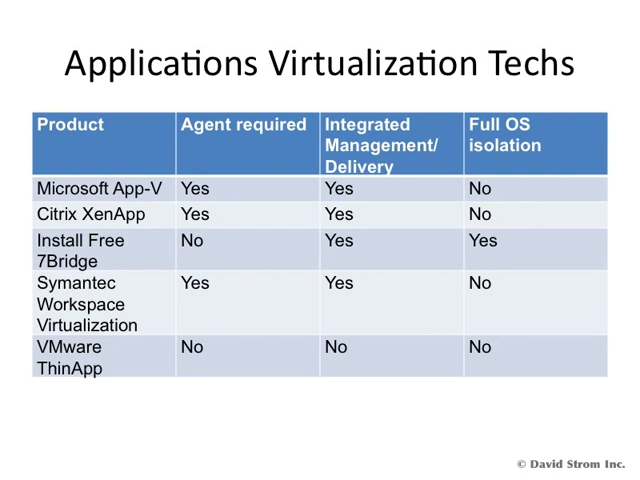 Applications Virtualization Techs
Product Agent required Integrated Management/ Delivery Full OS isolation
Microsoft App-V Yes Yes No
Citrix XenApp Yes Yes No
Install Free 7Bridge No Yes Yes
Symantec Workspace Virtualization Yes Yes No
VMware ThinApp No No No
© David Strom Inc.